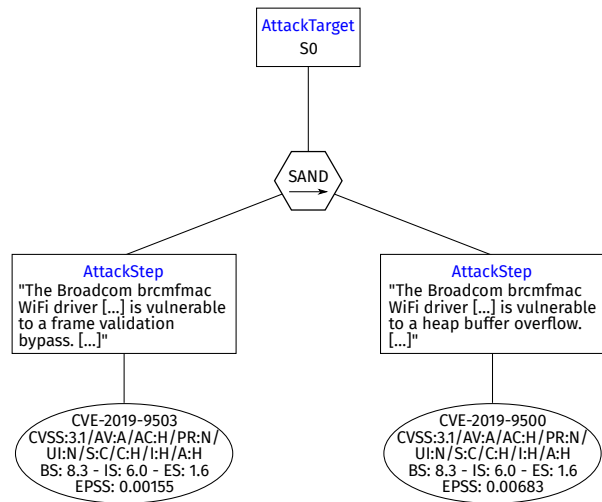 AttackTarget
S0
SAND
AttackStep
"The Broadcom brcmfmac
WiFi driver [...] is vulnerable
to a frame validation
bypass. [...]"
AttackStep
"The Broadcom brcmfmac
WiFi driver [...] is vulnerable
to a heap buffer overflow.
[...]"
CVE-2019-9503
CVSS:3.1/AV:A/AC:H/PR:N/
UI:N/S:C/C:H/I:H/A:H
BS: 8.3 - IS: 6.0 - ES: 1.6
EPSS: 0.00155
CVE-2019-9500
CVSS:3.1/AV:A/AC:H/PR:N/
UI:N/S:C/C:H/I:H/A:H
BS: 8.3 - IS: 6.0 - ES: 1.6
EPSS: 0.00683